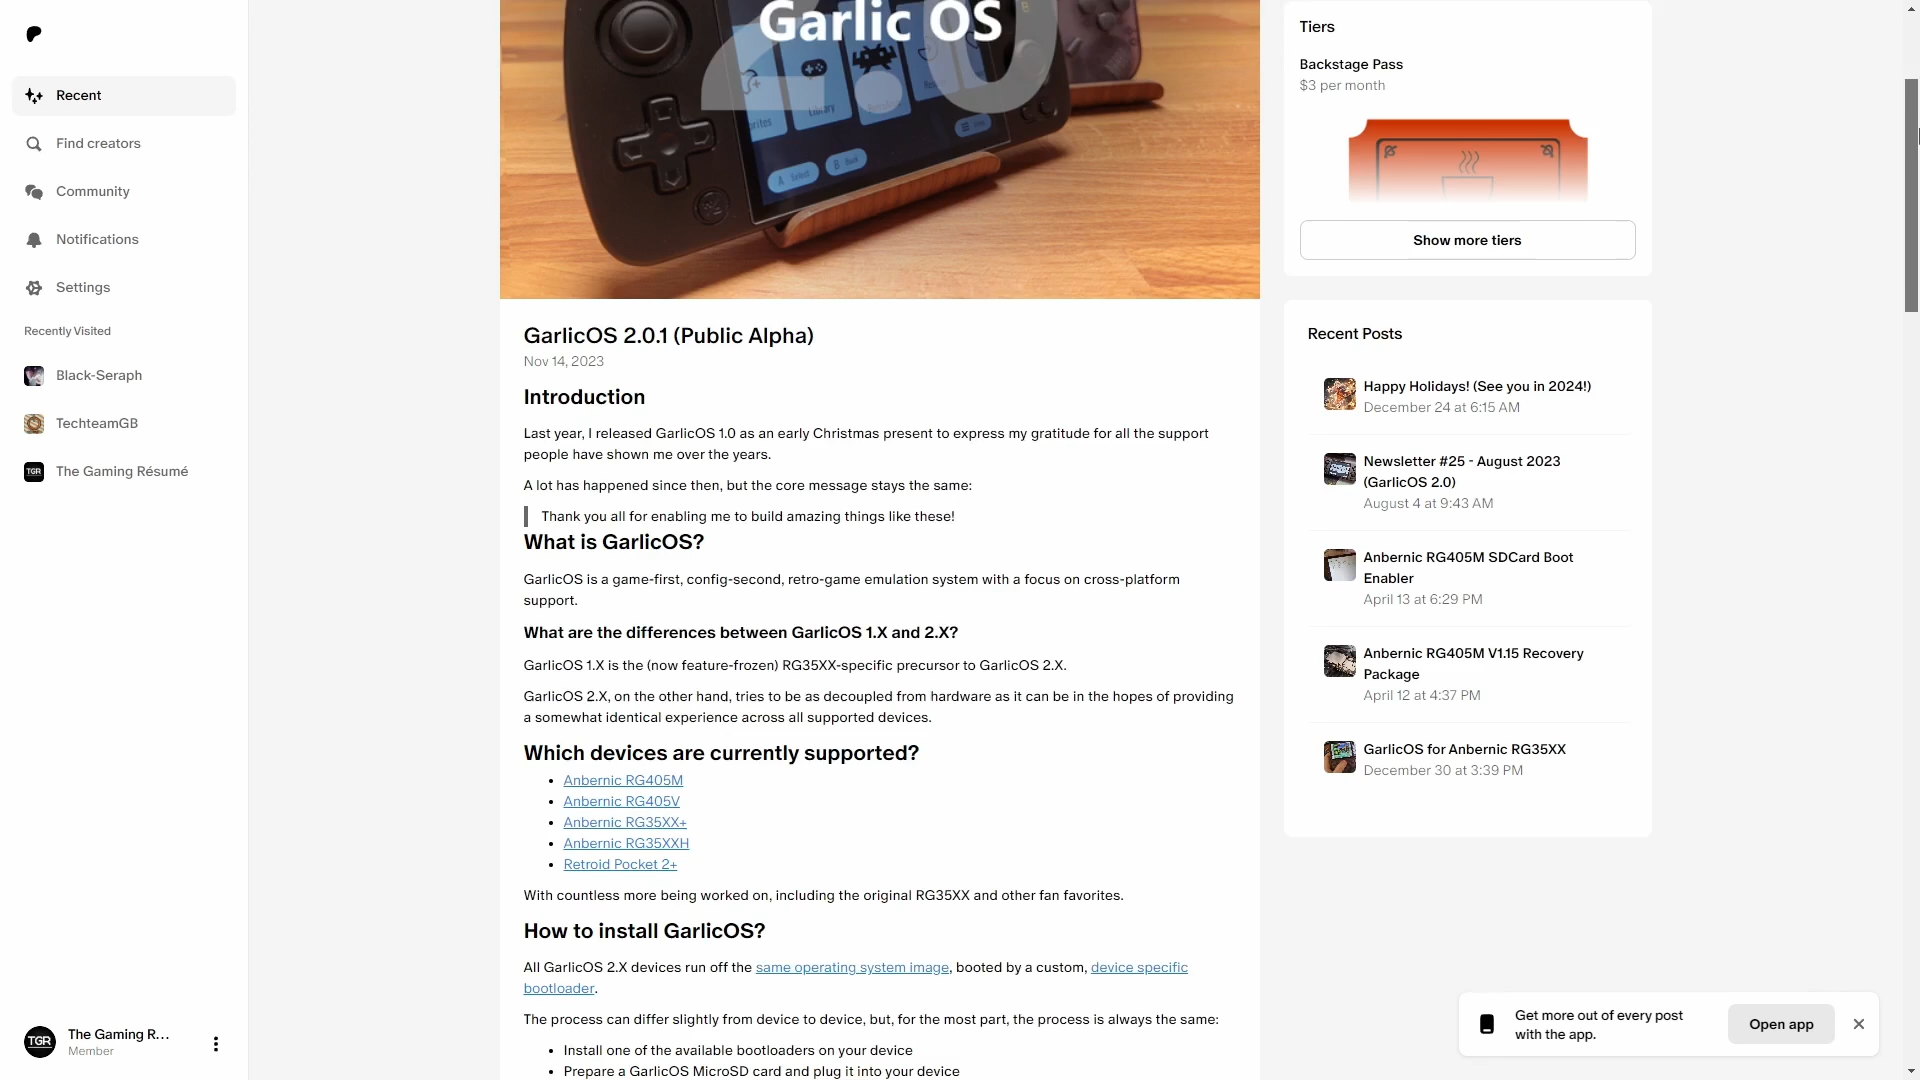 Recent
Find creators
Community
Notifications
Settings
Recently Visited
Black-Seraph
TechteamGB
TGR
The Gaming Résumé
TGR
The Gaming R...
Member
Garlic OS
2.0
Library
A Select
B Back
GarlicOS 2.0.1 (Public Alpha)
Nov 14, 2023
Introduction
Last year, I released GarlicOS 1.0 as an early Christmas present to express my gratitude for all the support
people have shown me over the years.
A lot has happened since then, but the core message stays the same:
Thank you all for enabling me to build amazing things like these!
What is GarlicOS?
GarlicOS is a game-first, config-second, retro-game emulation system with a focus on cross-platform
support.
What are the differences between GarlicOS 1.X and 2.X?
GarlicOS 1.X is the (now feature-frozen) RG35XX-specific precursor to GarlicOS 2.X.
GarlicOS 2.X, on the other hand, tries to be as decoupled from hardware as it can be in the hopes of providing
a somewhat identical experience across all supported devices.
Which devices are currently supported?
Anbernic RG405M
Anbernic RG405V
Anbernic RG35XX+
Anbernic RG35XXH
Retroid Pocket 2+
With countless more being worked on, including the original RG35XX and other fan favorites.
How to install GarlicOS?
All GarlicOS 2.X devices run off the same operating system image, booted by a custom, device specific
bootloader.
The process can differ slightly from device to device, but, for the most part, the process is always the same:
Install one of the available bootloaders on your device
Prepare a GarlicOS MicroSD card and plug it into your device
Tiers
Backstage Pass
$3 per month
Show more tiers
Recent Posts
Happy Holidays! (See you in 2024!)
December 24 at 6:15 AM
Newsletter #25 - August 2023
(GarlicOS 2.0)
August 4 at 9:43 AM
Anbernic RG405M SDCard Boot
Enabler
April 13 at 6:29 PM
Anbernic RG405M V1.15 Recovery
Package
April 12 at 4:37 PM
GarlicOS for Anbernic RG35XX
December 30 at 3:39 PM
Get more out of every post
with the app.
Open app